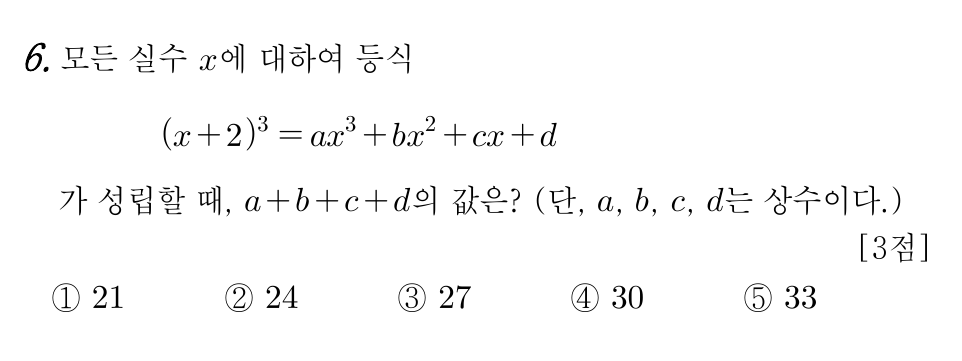 6. 모든 실수 x에 대하여 등식
(x+2)³ = ax³+bx²+cx+d
가 성립할 때, a+b+c+d의 값은? (단, a, b, c, d는 상수이다.)
[3점]
① 21 ② 24 ③ 27 ④ 30 ⑤ 33